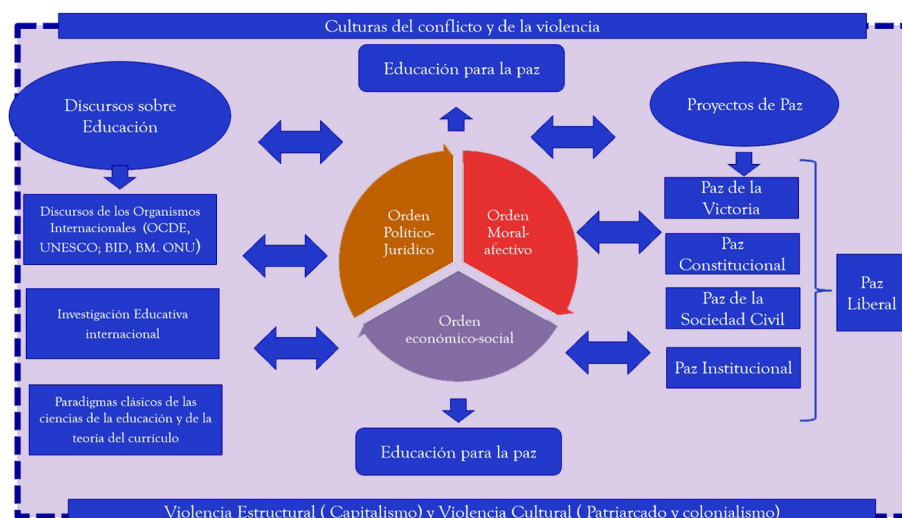 Culturas del conflicto y de la violencia
Educación para la paz
Discursos sobre
Educación
Proyectos de Paz
Discursos de los Organismos
Internacionales (OCDE,
UNESCO; BID, BM. ONU)
Investigación Educativa
internacional
Paradigmas clásicos de las
ciencias de la educación y de la
teoría del currículo
Orden
Político-
Jurídico
Orden
Moral-
afectivo
Orden
económico-social
Paz de la
Victoria
Paz
Constitucional
Paz de la
Sociedad Civil
Paz Institucional
Paz
Liberal
Educación para la paz
Violencia Estructural ( Capitalismo) y Violencia Cultural ( Patriarcado y colonialismo)